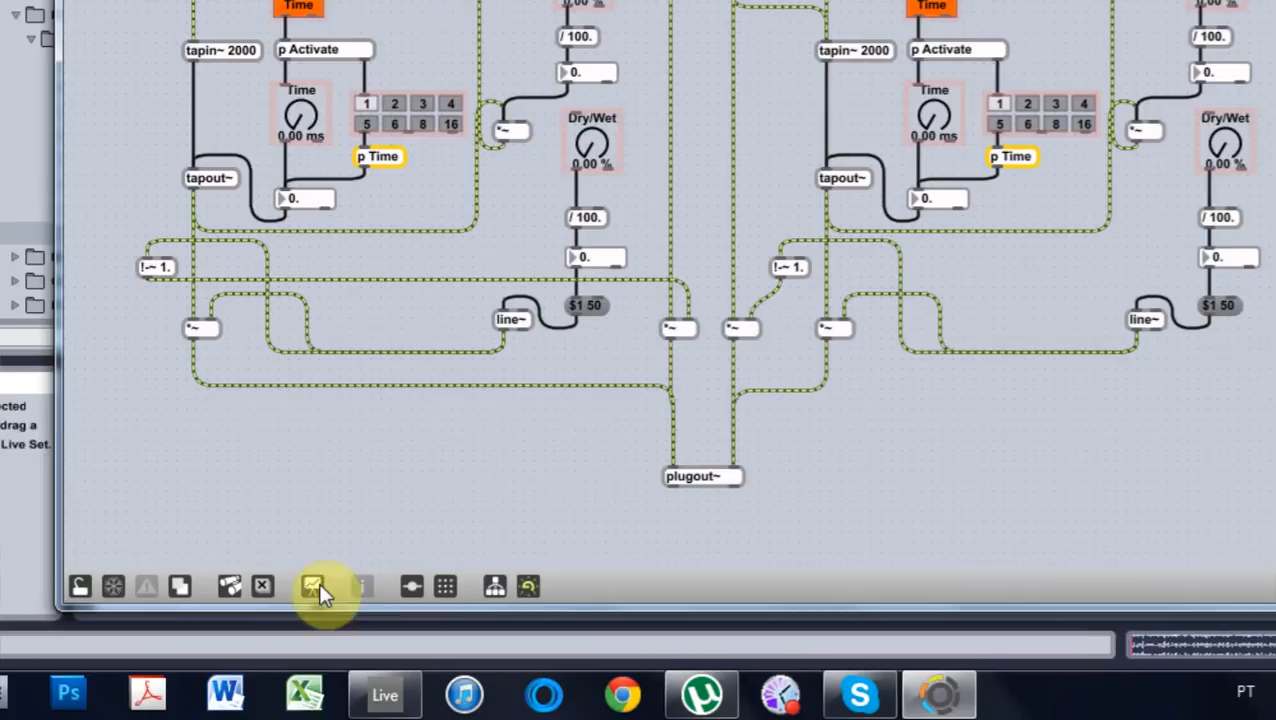 Time
Time
/ 100.
/ 100.
tapin~ 2000
p Activate
tapin~ 2000
p Activate
0.
0.
Time
0.00 ms
1 2 3 4
5 6 8 16
Time
0.00 ms
1 2 3 4
5 6 8 16
*~
*~
Dry/Wet
0.00 %
Dry/Wet
0.00 %
p Time
p Time
tapout~
tapout~
0.
0.
/ 100.
/ 100.
!-~ 1.
!-~ 1.
0.
0.
$1 50
$1 50
line~
line~
*~
*~
*~
*~
ected
drag a
Live Set.
plugout~
Ps
W
X
Live
µ
S
PT